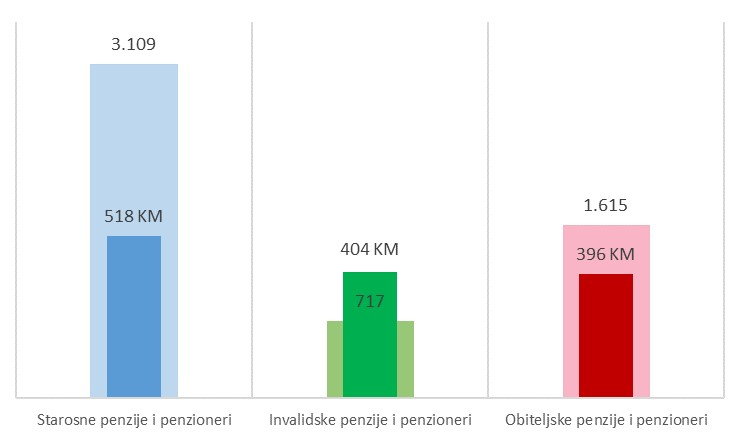 3.109
518 KM
404 KM
717
1.615
396 KM
Starosne penzije i penzioneri
Invalidske penzije i penzioneri
Obiteljske penzije i penzioneri